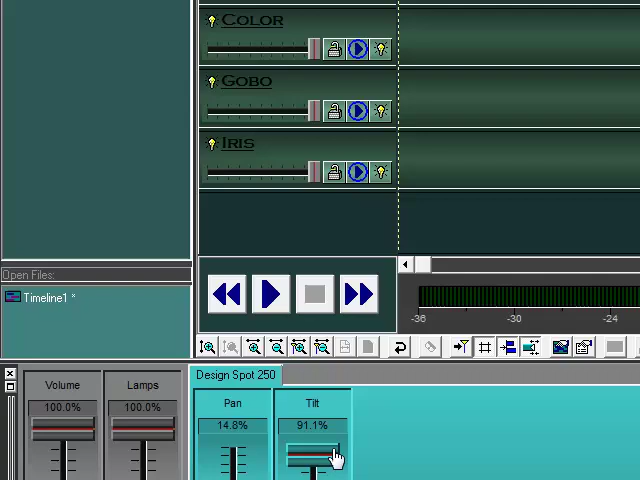 Color
Gobo
Iris
Open Files:
Timeline1 *
-36
-30
-24
Design Spot 250
Volume
Lamps
Pan
Tilt
100.0%
100.0%
14.8%
91.1%